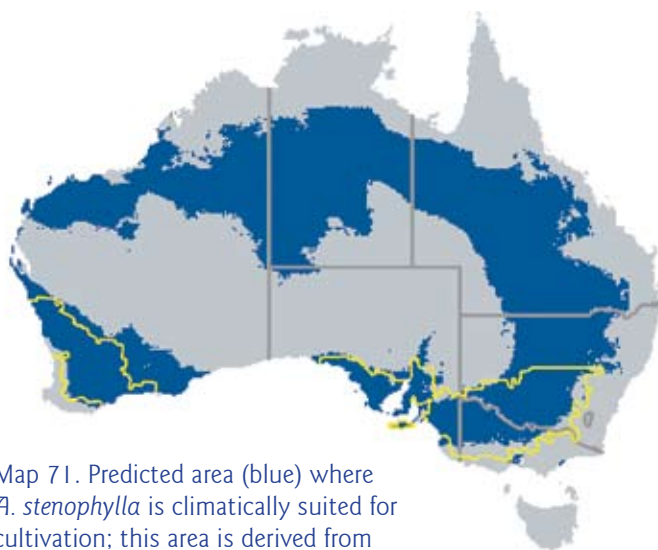 Map 71. Predicted area (blue) where
A. stenophylla is climatically suited for
cultivation; this area is derived from